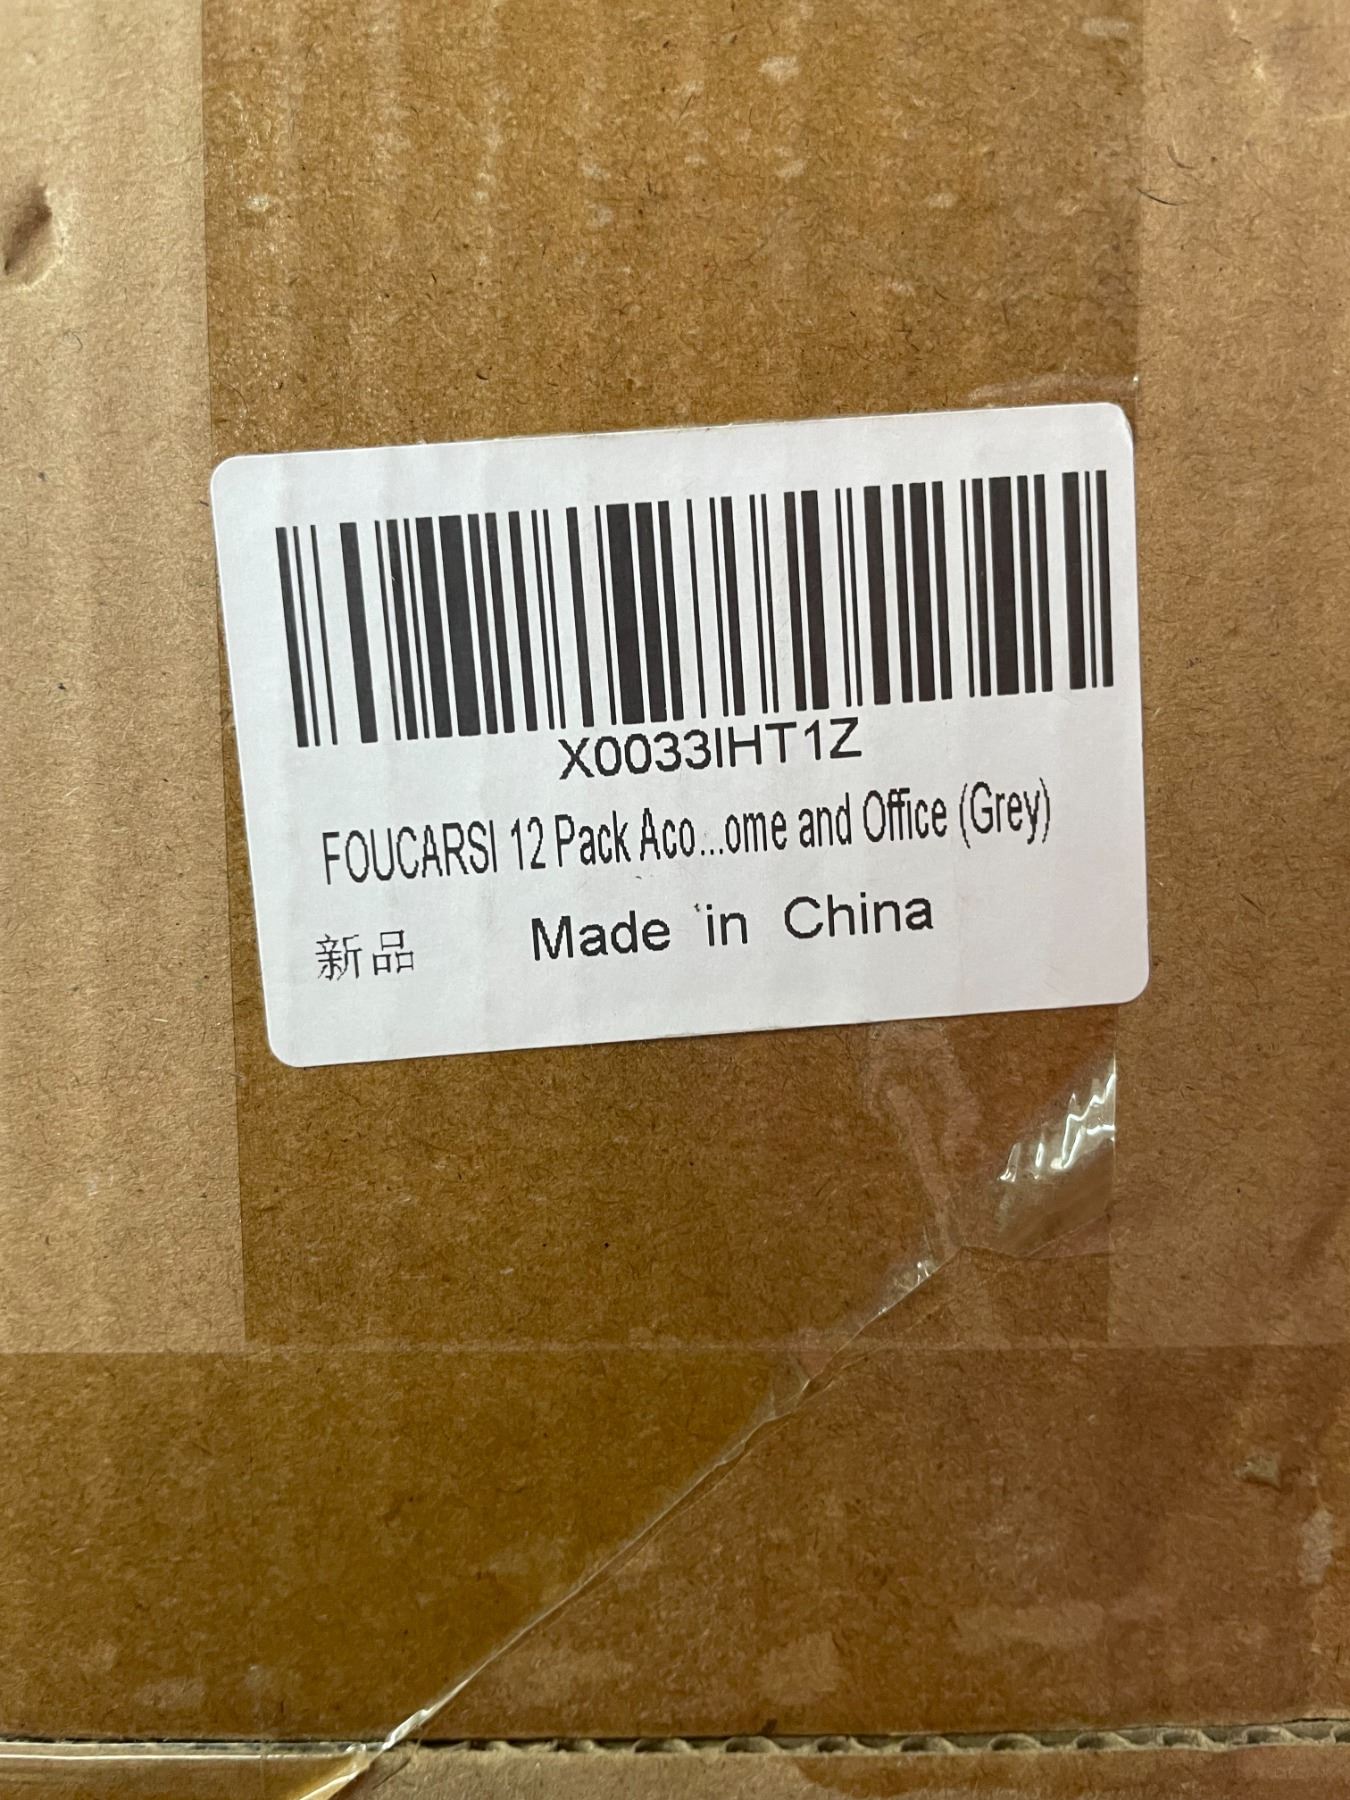 X0033IHT1Z
FOUCARSI 12 Pack Aco...ome and Office (Grey)
新品 Made in China